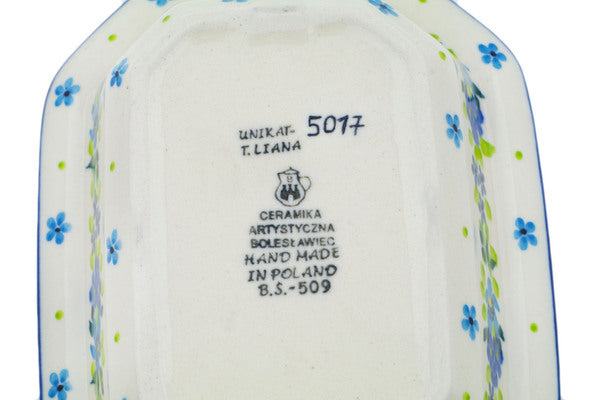 UNIKAT- 5017
T. LIANA
CERAMIKA
ARTYSTYCZNA
BOLESŁAWIEC
HAND MADE
IN POLAND
B.Ś.-509